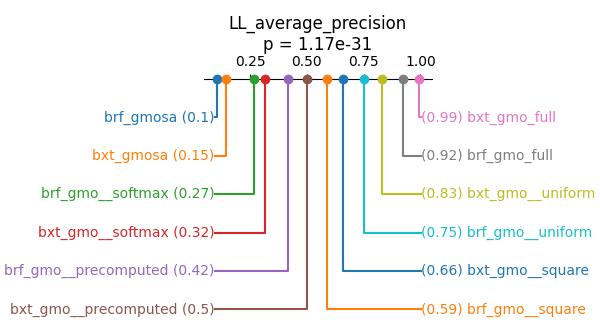 LL_average_precision
p = 1.17e-31
0.25 0.50 0.75 1.00
brf_gmosa (0.1) (0.99) bxt_gmo_full
bxt_gmosa (0.15) (0.92) brf_gmo_full
brf_gmo__softmax (0.27) (0.83) bxt_gmo__uniform
bxt_gmo__softmax (0.32) (0.75) brf_gmo__uniform
brf_gmo__precomputed (0.42) (0.66) bxt_gmo__square
bxt_gmo__precomputed (0.5) (0.59) brf_gmo__square